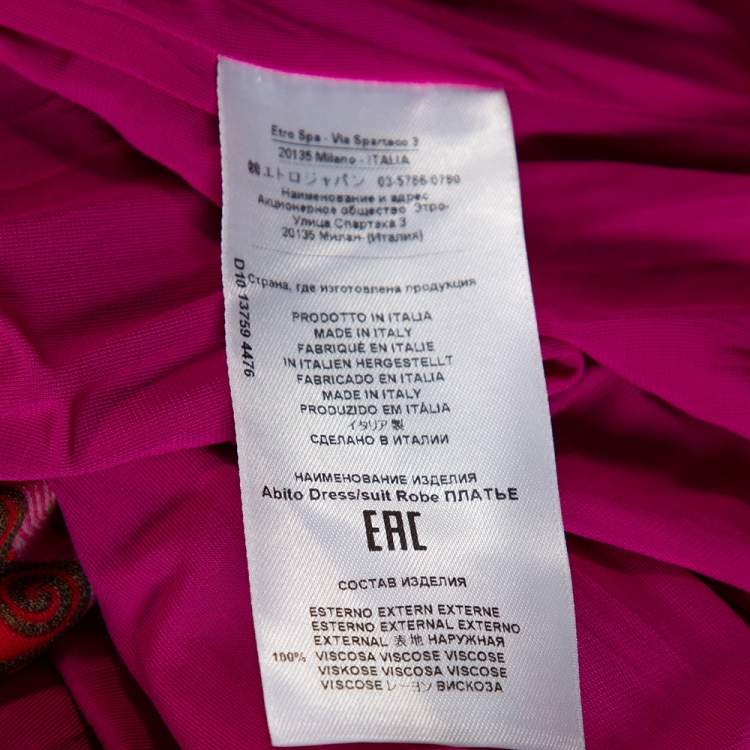 Etro Spa - Via Spartaco 3
20135 Milano - ITALIA
㈱エトロジャパン 03-5766-0780
Наименование и адрес
Акционерное общество Этро-
Улица Спартака 3
20135 Милан- (Италия)
Страна, где изготовлена продукция
D10 13759 4476
PRODOTTO IN ITALIA
MADE IN ITALY
FABRIQUÉ EN ITALIE
IN ITALIEN HERGESTELLT
FABRICADO EN ITALIA
MADE IN ITALY
PRODUZIDO EM ITÁLIA
イタリア製
СДЕЛАНО В ИТАЛИИ
НАИМЕНОВАНИЕ ИЗДЕЛИЯ
Abito Dress/suit Robe ПЛАТЬЕ
EAC
СОСТАВ ИЗДЕЛИЯ
ESTERNO EXTERN EXTERNE
ESTERNO EXTERNAL EXTERNO
EXTERNAL 表地 НАРУЖНАЯ
100% VISCOSA VISCOSE VISCOSE
VISKOSE VISCOSA VISCOSE
VISCOSE レーヨン ВИСКОЗА